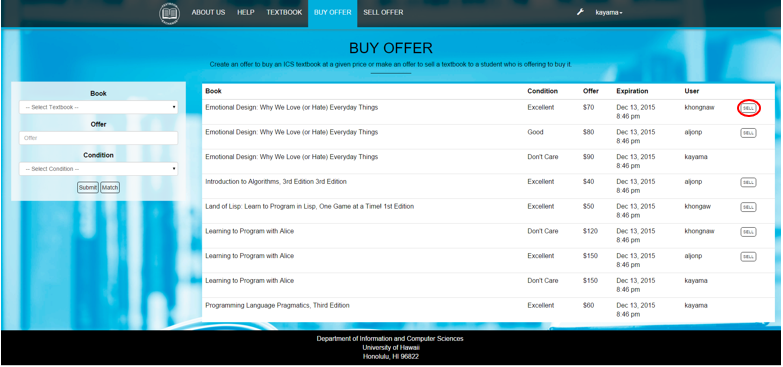 ABOUT US HELP TEXTBOOK BUY OFFER SELL OFFER kayama
BUY OFFER
Create an offer to buy an ICS textbook at a given price or make an offer to sell a textbook to a student who is offering to buy it.
Book
-- Select Textbook --
Offer
Offer
Condition
-- Select Condition --
Submit Match
Book Condition Offer Expiration User
Emotional Design: Why We Love (or Hate) Everyday Things Excellent $70 Dec 13, 2015 khongnaw SELL
8:46 pm
Emotional Design: Why We Love (or Hate) Everyday Things Good $80 Dec 13, 2015 aljonp SELL
8:46 pm
Emotional Design: Why We Love (or Hate) Everyday Things Don't Care $90 Dec 13, 2015 kayama
8:46 pm
Introduction to Algorithms, 3rd Edition 3rd Edition Excellent $40 Dec 13, 2015 aljonp SELL
8:46 pm
Land of Lisp: Learn to Program in Lisp, One Game at a Time! 1st Edition Excellent $50 Dec 13, 2015 khongaw SELL
8:46 pm
Learning to Program with Alice Don't Care $120 Dec 13, 2015 khongnaw SELL
8:46 pm
Learning to Program with Alice Excellent $150 Dec 13, 2015 aljonp SELL
8:46 pm
Learning to Program with Alice Don't Care $150 Dec 13, 2015 kayama
8:46 pm
Programming Language Pragmatics, Third Edition Excellent $60 Dec 13, 2015 kayama
8:46 pm
Department of Information and Computer Sciences
University of Hawaii
Honolulu, HI 96822